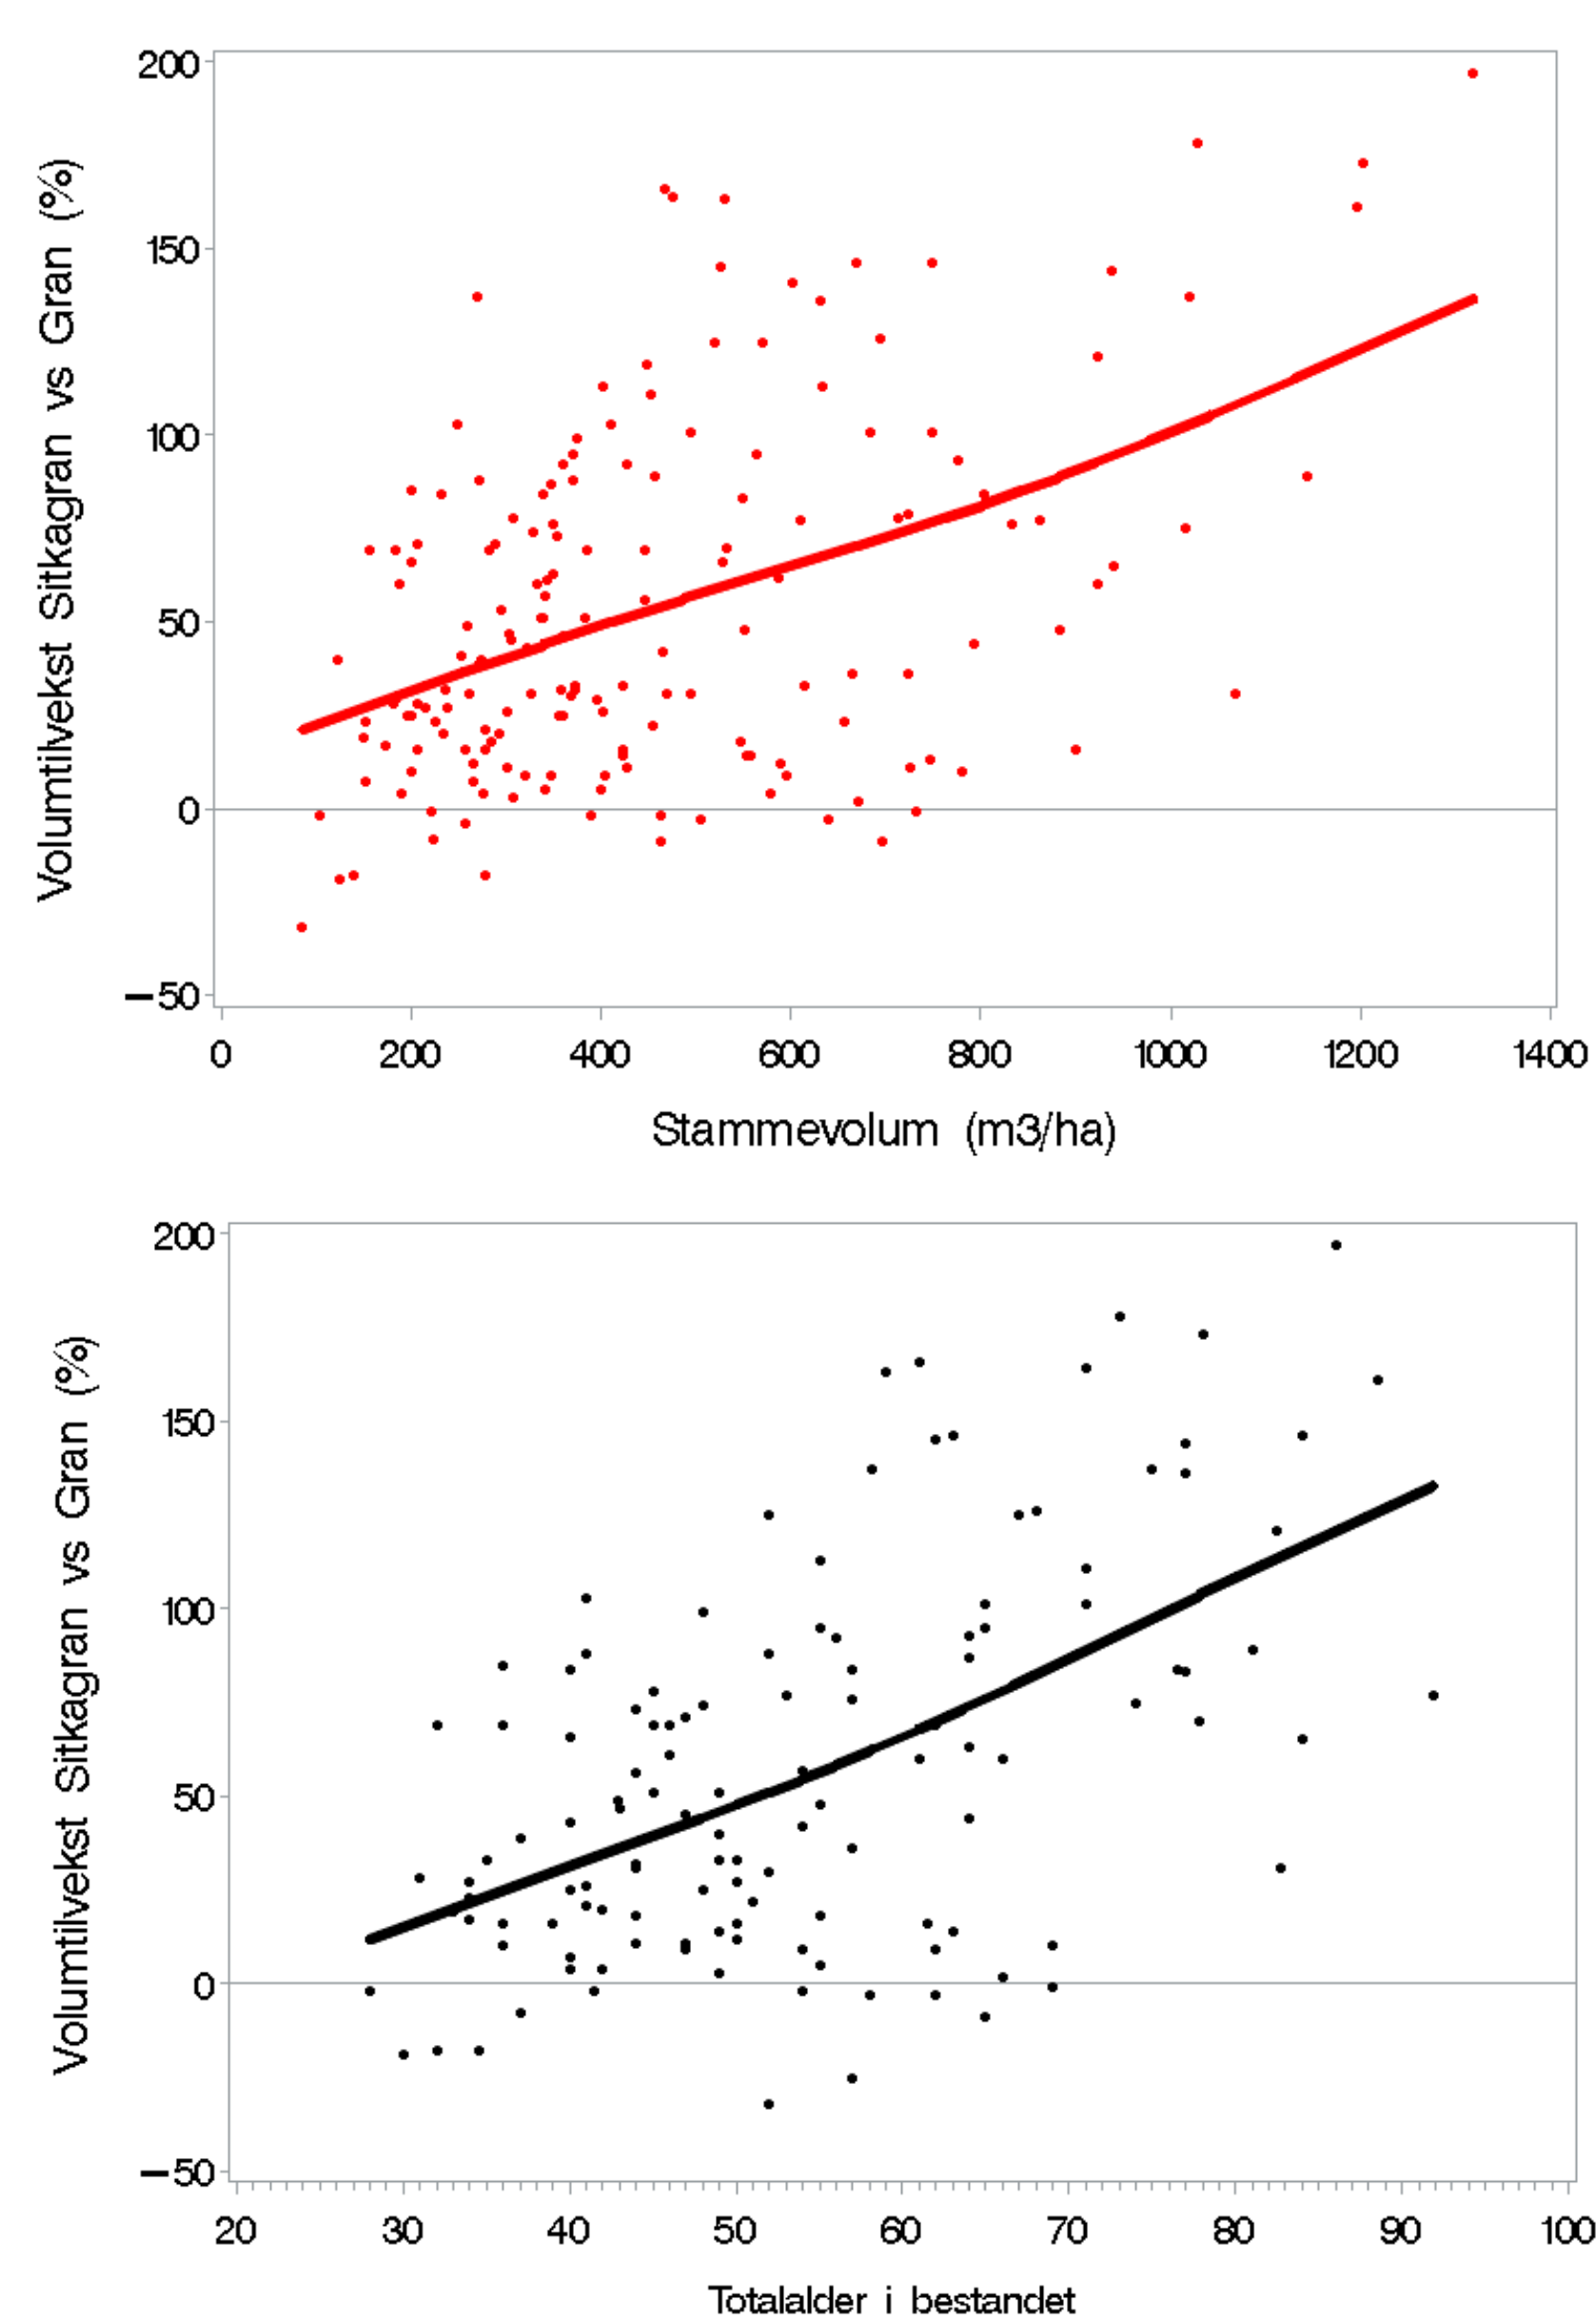 Volumtilvekst Sitkagran vs Gran (%)
200
150
100
50
0
−50
0 200 400 600 800 1000 1200 1400
Stammevolum (m3/ha)
Volumtilvekst Sitkagran vs Gran (%)
200
150
100
50
0
−50
20 30 40 50 60 70 80 90 100
Totalalder i bestandet